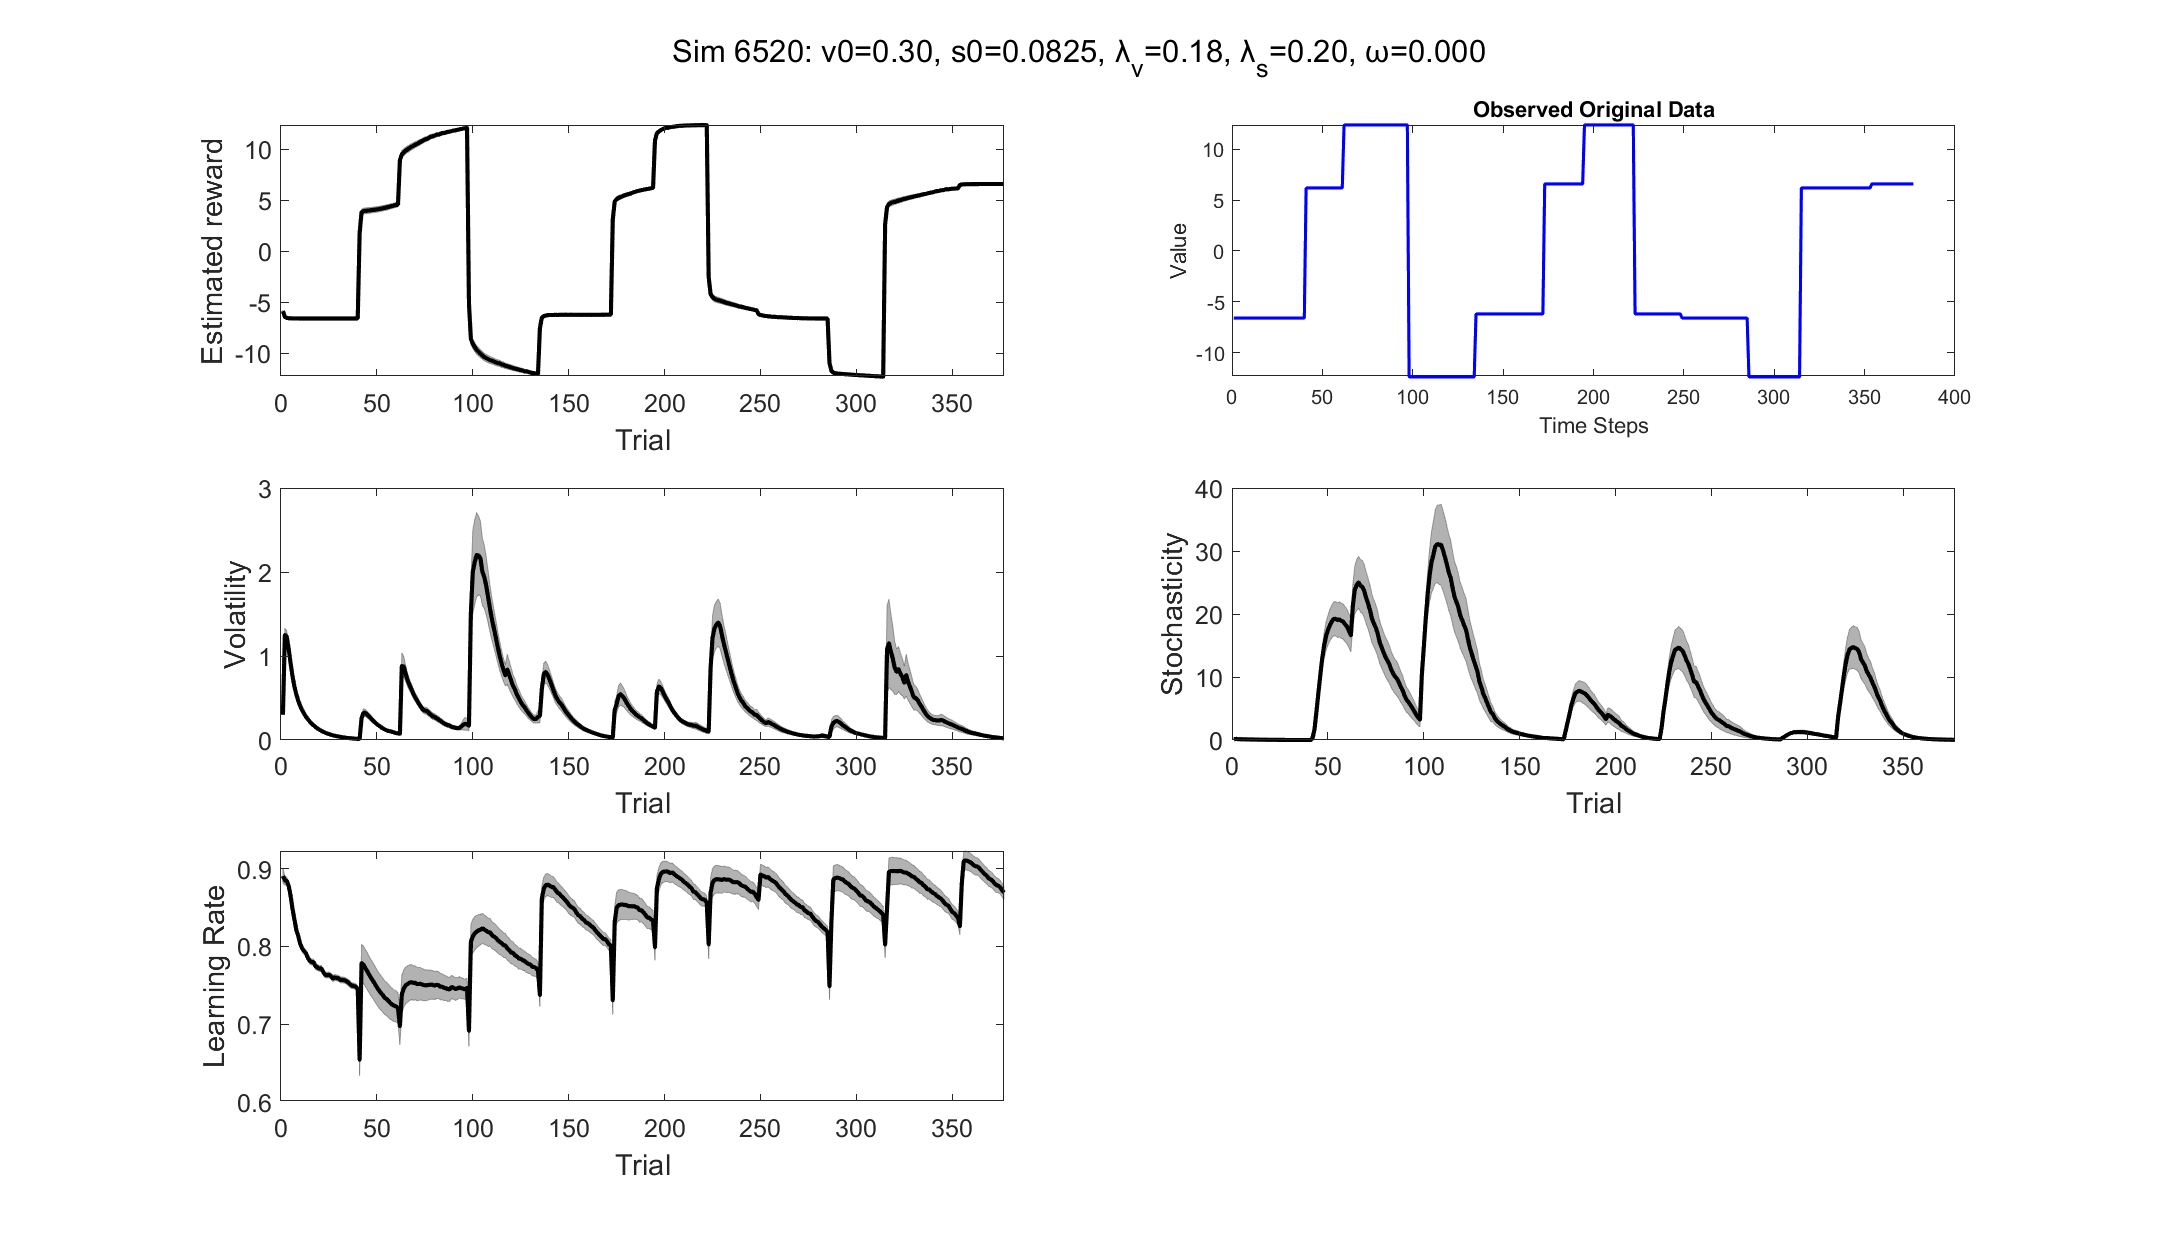 Sim 6520: v0=0.30, s0=0.0825, λ_v=0.18, λ_s=0.20, ω=0.000
Estimated reward
10
5
0
-5
-10
0 50 100 150 200 250 300 350
Trial
Observed Original Data
Value
10
5
0
-5
-10
0 50 100 150 200 250 300 350 400
Time Steps
Volatility
3
2
1
0
0 50 100 150 200 250 300 350
Trial
Stochasticity
40
30
20
10
0
0 50 100 150 200 250 300 350
Trial
Learning Rate
0.9
0.8
0.7
0.6
0 50 100 150 200 250 300 350
Trial